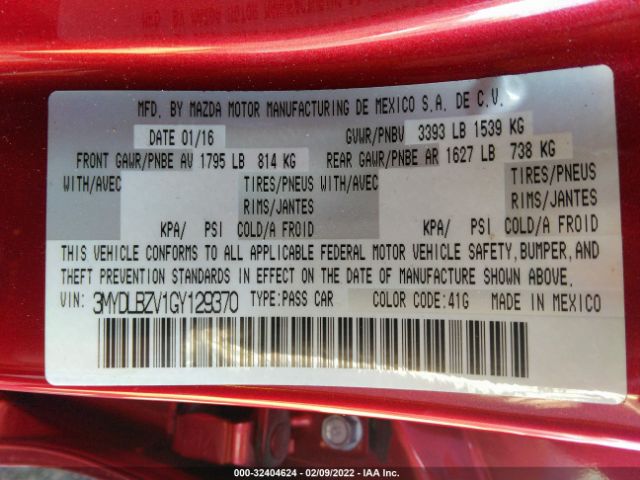 MFD. BY MAZDA MOTOR MANUFACTURING DE MEXICO S.A. DE C.V.
DATE 01/16 GVWR/PNBV 3393 LB 1539 KG
FRONT GAWR/PNBE AV 1795 LB 814 KG REAR GAWR/PNBE AR 1627 LB 738 KG
WITH/AVEC TIRES/PNEUS WITH/AVEC TIRES/PNEUS
RIMS/JANTES RIMS/JANTES
KPA/ PSI COLD/A FROID KPA/ PSI COLD/A FROID
THIS VEHICLE CONFORMS TO ALL APPLICABLE FEDERAL MOTOR VEHICLE SAFETY, BUMPER, AND
THEFT PREVENTION STANDARDS IN EFFECT ON THE DATE OF MANUFACTURE SHOWN ABOVE.
VIN: 3MYDLBZV1GY129370 TYPE:PASS CAR COLOR CODE:41G MADE IN MEXICO
000-32404624 - 02/09/2022 - IAA Inc.